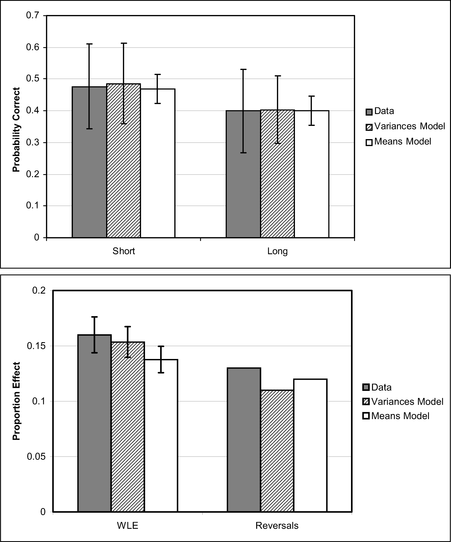 0.7
0.6
0.5
0.4
0.3
0.2
0.1
0
Probability Correct
Short
Long
Data
Variances Model
Means Model
0.2
0.15
0.1
0.05
0
Proportion Effect
WLE
Reversals
Data
Variances Model
Means Model